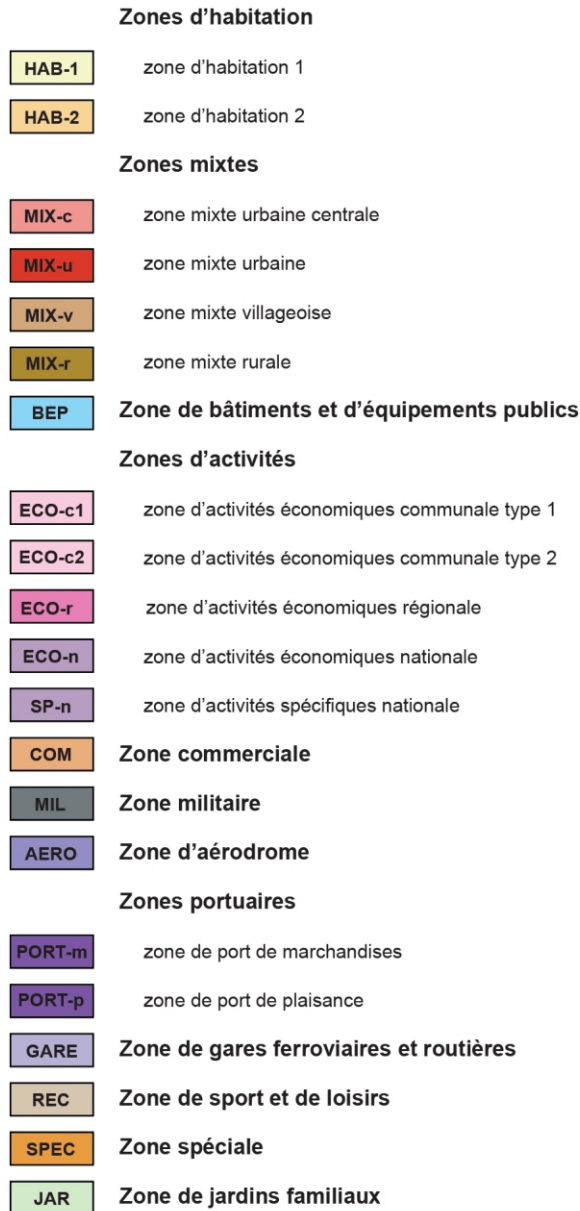 Zones d'habitation
HAB-1 zone d'habitation 1
HAB-2 zone d'habitation 2
Zones mixtes
MIX-c zone mixte urbaine centrale
MIX-u zone mixte urbaine
MIX-v zone mixte villageoise
MIX-r zone mixte rurale
BEP Zone de bâtiments et d'équipements publics
Zones d'activités
ECO-c1 zone d'activités économiques communale type 1
ECO-c2 zone d'activités économiques communale type 2
ECO-r zone d'activités économiques régionale
ECO-n zone d'activités économiques nationale
SP-n zone d'activités spécifiques nationale
COM Zone commerciale
MIL Zone militaire
AERO Zone d'aérodrome
Zones portuaires
PORT-m zone de port de marchandises
PORT-p zone de port de plaisance
GARE Zone de gares ferroviaires et routières
REC Zone de sport et de loisirs
SPEC Zone spéciale
JAR Zone de jardins familiaux